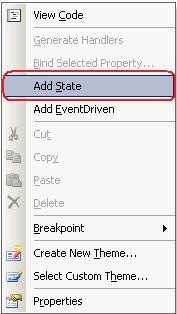 View Code
Generate Handlers
Bind Selected Property...
Add State
Add EventDriven
Cut
Copy
Paste
Delete
Breakpoint
Create New Theme...
Select Custom Theme...
Properties